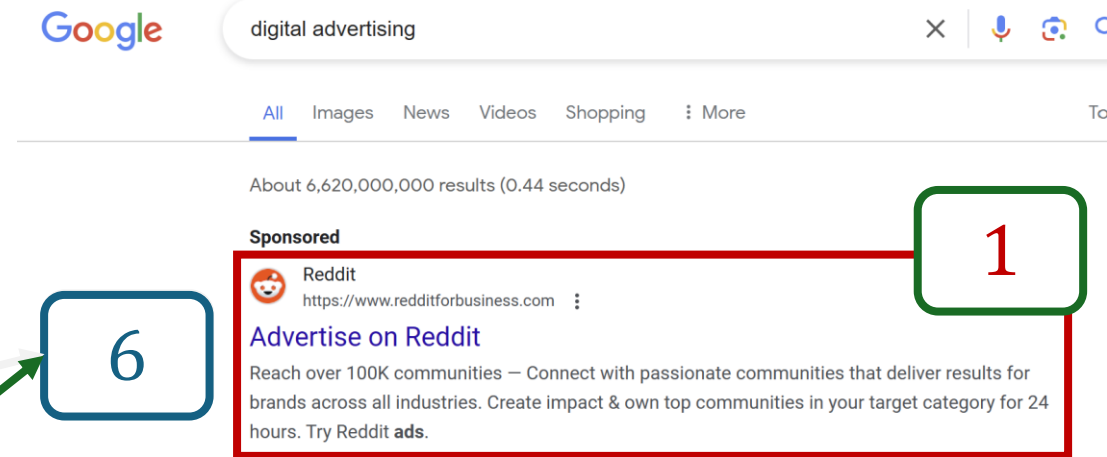 Google
digital advertising
All Images News Videos Shopping More To
About 6,620,000,000 results (0.44 seconds)
Sponsored
1
Reddit
https://www.redditforbusiness.com
6
Advertise on Reddit
Reach over 100K communities — Connect with passionate communities that deliver results for
brands across all industries. Create impact & own top communities in your target category for 24
hours. Try Reddit ads.